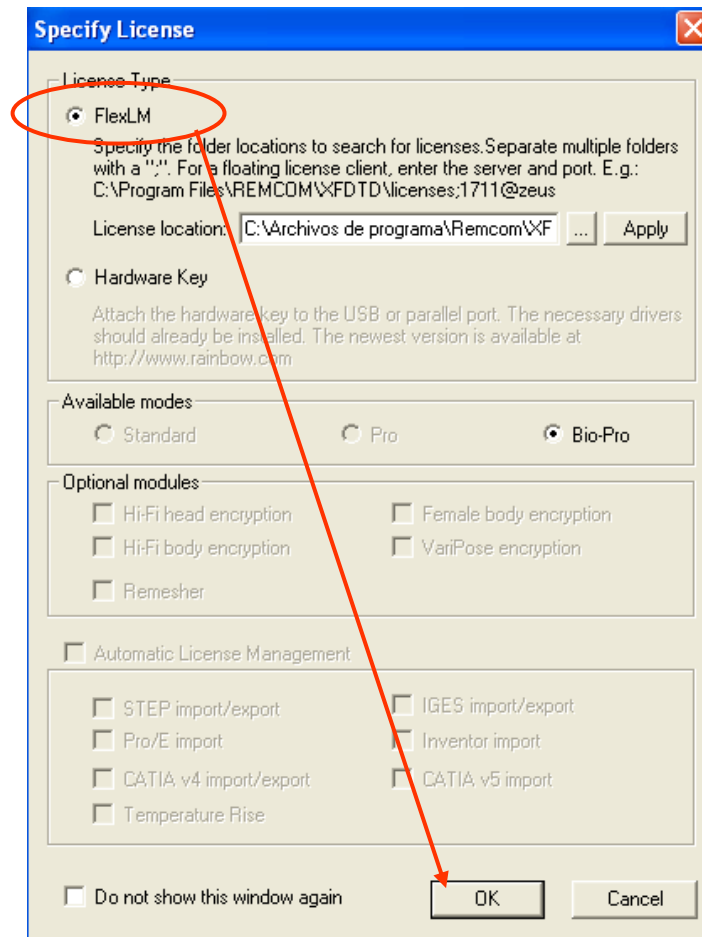 Specify License
License Type
FlexLM
Specify the folder locations to search for licenses.Separate multiple folders
with a ";". For a floating license client, enter the server and port. E.g.:
C:\Program Files\REMCOM\XFDTD\licenses;1711@zeus
License location: C:\Archivos de programa\Remcom\XF ... Apply
Hardware Key
Attach the hardware key to the USB or parallel port. The necessary drivers
should already be installed. The newest version is available at
http://www.rainbow.com
Available modes
Standard Pro Bio-Pro
Optional modules
Hi-Fi head encryption Female body encryption
Hi-Fi body encryption VariPose encryption
Remesher
Automatic License Management
STEP import/export IGES import/export
Pro/E import Inventor import
CATIA v4 import/export CATIA v5 import
Temperature Rise
Do not show this window again OK Cancel